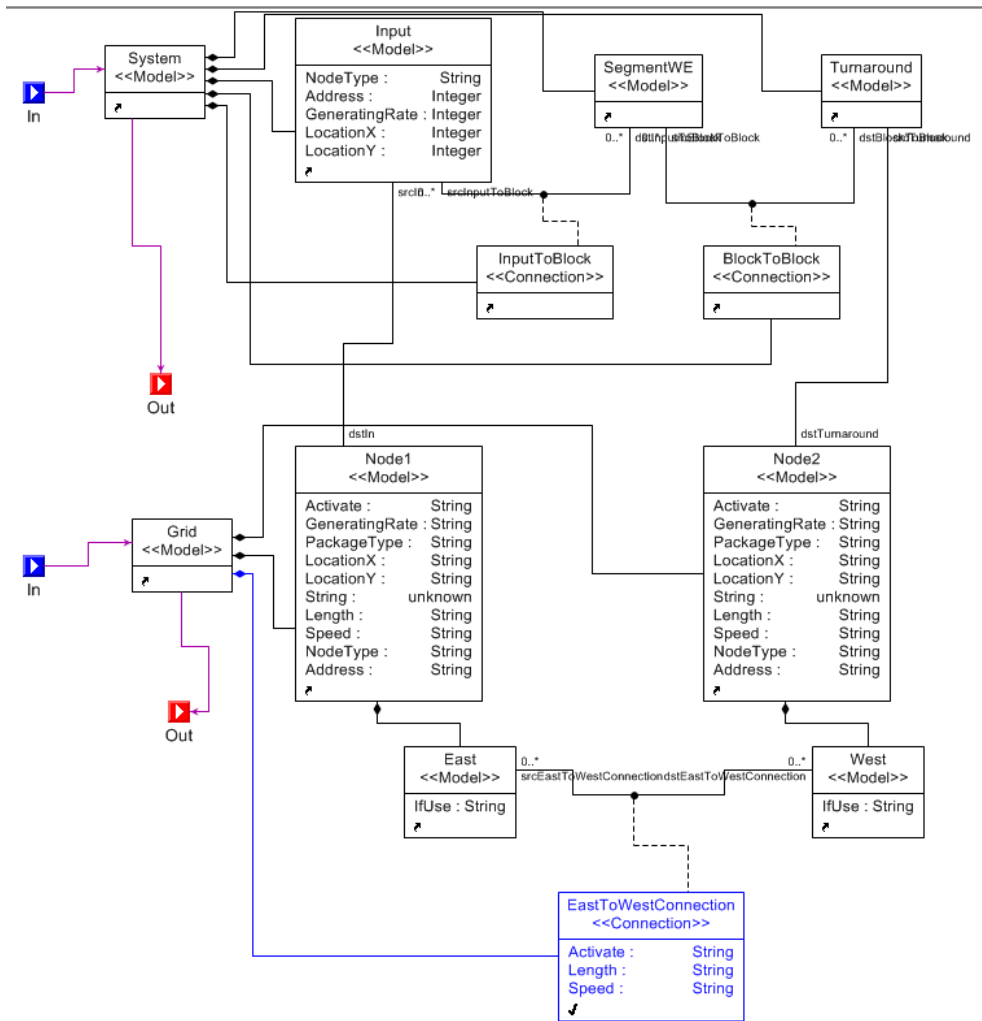 Input
<<Model>>
NodeType : String
Address : Integer
GeneratingRate : Integer
LocationX : Integer
LocationY : Integer
System
<<Model>>
SegmentWE
<<Model>>
Turnaround
<<Model>>
In
0..*
0..*
srcInputToBlock
0..*
InputToBlock
<<Connection>>
BlockToBlock
<<Connection>>
Out
dstIn
dstTurnaround
Node1
<<Model>>
Activate : String
GeneratingRate : String
PackageType : String
LocationX : String
LocationY : String
String : unknown
Length : String
Speed : String
NodeType : String
Address : String
Node2
<<Model>>
Activate : String
GeneratingRate : String
PackageType : String
LocationX : String
LocationY : String
String : unknown
Length : String
Speed : String
NodeType : String
Address : String
Grid
<<Model>>
In
Out
East
<<Model>>
IfUse : String
0..*
srcEastToWestConnection
0..*
dstEastToWestConnection
West
<<Model>>
IfUse : String
EastToWestConnection
<<Connection>>
Activate : String
Length : String
Speed : String